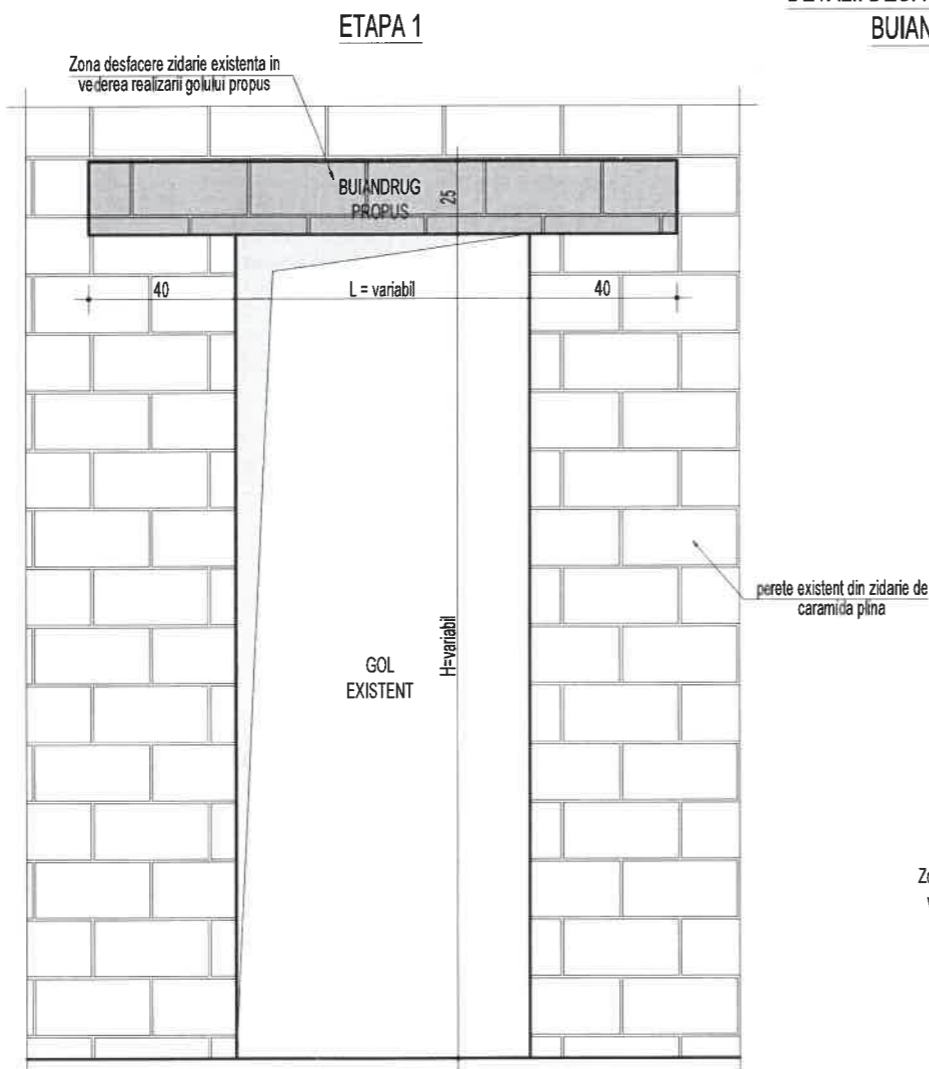 ETAPA 1
BUIAN
Zona desfacere zidarie existenta in
vederea realizarii golului propus
BUIANDRUG
PROPUS
25
40
L = variabil
40
perete existent din zidarie de
caramida plina
H=variabil
GOL
EXISTENT